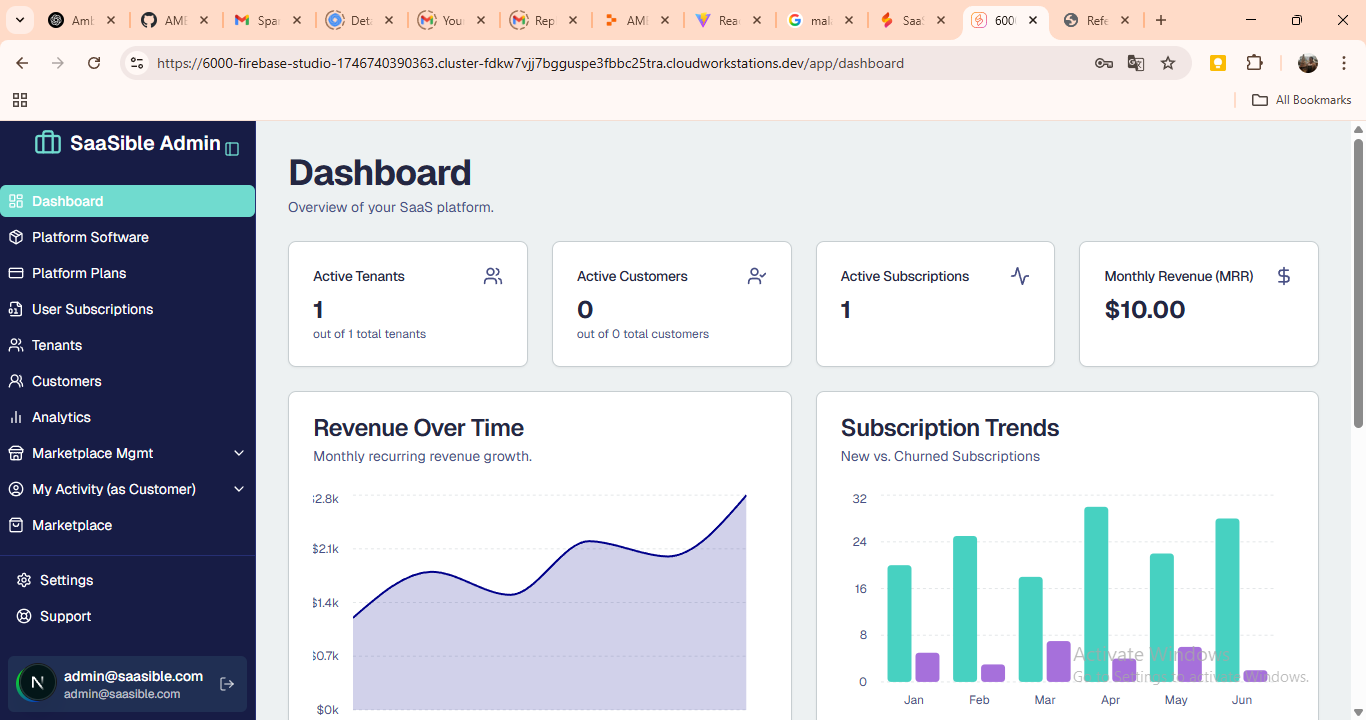 Amb
AME
Spa
Deta
You
Rep
AME
Rea
mala
SaaS
600
Refe
https://6000-firebase-studio-1746740390363.cluster-fdkw7vjj7bgguspe3fbbc25tra.cloudworkstations.dev/app/dashboard
All Bookmarks
SaaSible Admin
Dashboard
Platform Software
Platform Plans
User Subscriptions
Tenants
Customers
Analytics
Marketplace Mgmt
My Activity (as Customer)
Marketplace
Settings
Support
N
admin@saasible.com
admin@saasible.com
Dashboard
Overview of your SaaS platform.
Active Tenants
1
out of 1 total tenants
Active Customers
0
out of 0 total customers
Active Subscriptions
1
Monthly Revenue (MRR)
$10.00
Revenue Over Time
Monthly recurring revenue growth.
$2.8k
$2.1k
$1.4k
$0.7k
$0k
Subscription Trends
New vs. Churned Subscriptions
32
24
16
8
0
Jan Feb Mar Apr May Jun
Activate Windows
Go to Settings to activate Windows.